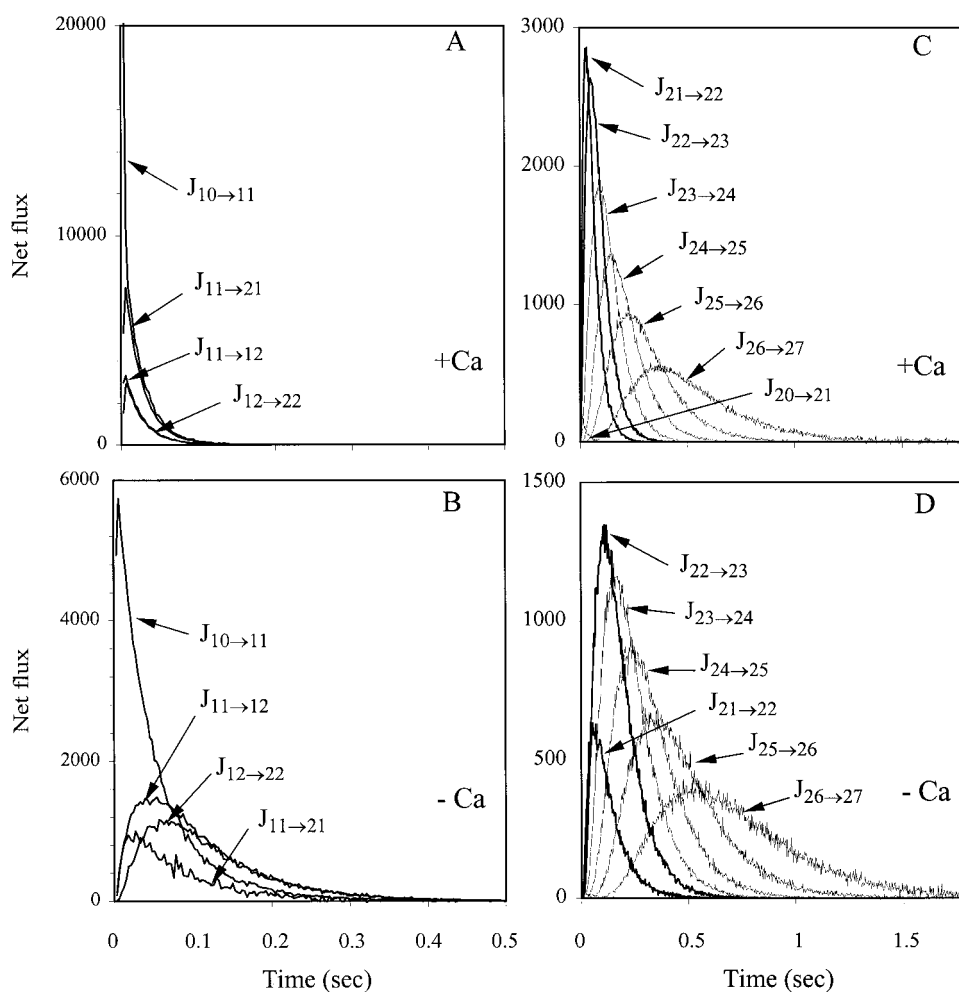 20000
A
J10→11
10000
Net flux
J11→21
J11→12
+Ca
J12→22
0
3000
C
J21→22
J22→23
2000
J23→24
J24→25
1000
J25→26
J26→27
+Ca
J20→21
0
6000
B
4000
J10→11
Net flux
J11→12
2000
J12→22
- Ca
J11→21
0
0 0.1 0.2 0.3 0.4 0.5
Time (sec)
1500
D
J22→23
1000
J23→24
J24→25
J21→22
500
J25→26
J26→27
- Ca
0
0 0.5 1 1.5
Time (sec)